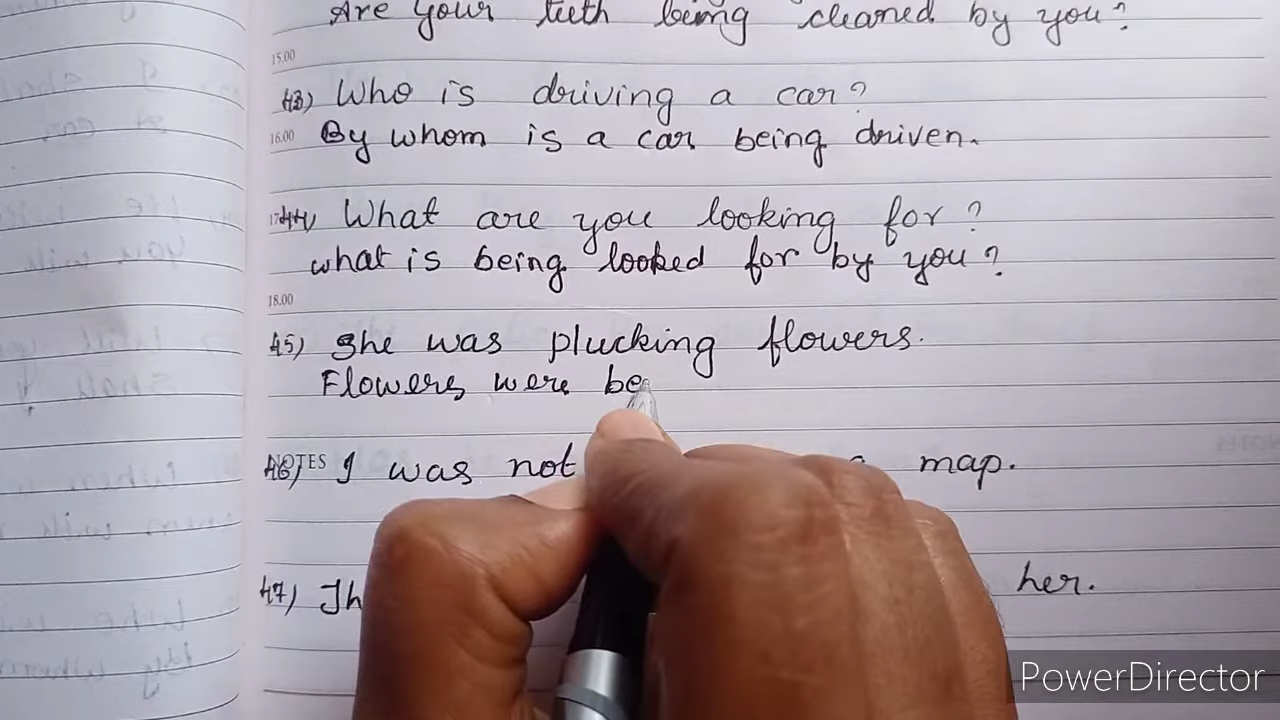 Are your teeth being cleaned by you?
15.00
43) Who is driving a car?
16.00 By whom is a car being driven.
44) What are you looking for?
what is being looked for by you?
18.00
45) She was plucking flowers.
Flowers were be
NOTES 46) I was not a map.
47) Th her.
PowerDirector